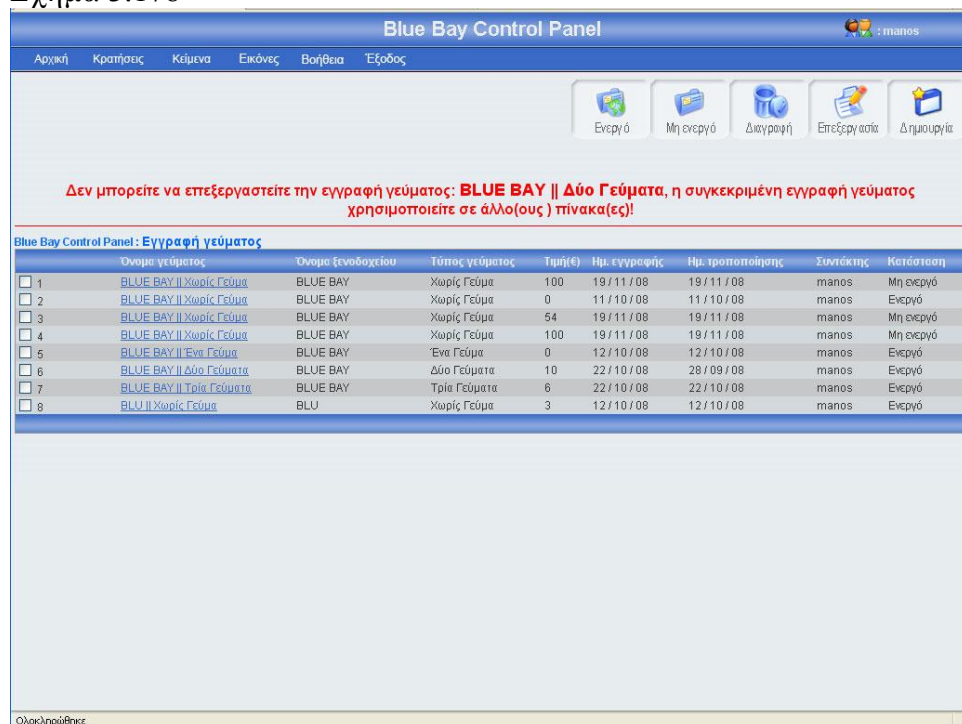 Blue Bay Control Panel
: manos
Αρχική Κρατήσεις Κείμενα Εικόνες Βοήθεια Έξοδος
Ενεργό Μη ενεργό Διαγραφή Επεξεργασία Δημιουργία
Δεν μπορείτε να επεξεργαστείτε την εγγραφή γεύματος: BLUE BAY || Δύο Γεύματα, η συγκεκριμένη εγγραφή γεύματος
χρησιμοποιείτε σε άλλο(ους ) πίνακα(ες)!
Blue Bay Control Panel : Εγγραφή γεύματος
Όνομα γεύματος Όνομα ξενοδοχείου Τύπος γεύματος Τιμή(€) Ημ. εγγραφής Ημ. τροποποίησης Συντάκτης Κατάσταση
1 BLUE BAY || Χωρίς Γεύμα BLUE BAY Χωρίς Γεύμα 100 19 / 11 / 08 19 / 11 / 08 manos Μη ενεργό
2 BLUE BAY || Χωρίς Γεύμα BLUE BAY Χωρίς Γεύμα 0 11 / 10 / 08 11 / 10 / 08 manos Ενεργό
3 BLUE BAY || Χωρίς Γεύμα BLUE BAY Χωρίς Γεύμα 54 19 / 11 / 08 19 / 11 / 08 manos Μη ενεργό
4 BLUE BAY || Χωρίς Γεύμα BLUE BAY Χωρίς Γεύμα 100 19 / 11 / 08 19 / 11 / 08 manos Μη ενεργό
5 BLUE BAY || Ένα Γεύμα BLUE BAY Ένα Γεύμα 0 12 / 10 / 08 12 / 10 / 08 manos Ενεργό
6 BLUE BAY || Δύο Γεύματα BLUE BAY Δύο Γεύματα 10 22 / 10 / 08 28 / 09 / 08 manos Ενεργό
7 BLUE BAY || Τρία Γεύματα BLUE BAY Τρία Γεύματα 6 22 / 10 / 08 22 / 10 / 08 manos Ενεργό
8 BLU || Χωρίς Γεύμα BLU Χωρίς Γεύμα 3 12 / 10 / 08 12 / 10 / 08 manos Ενεργό
Ολοκληρώθηκε